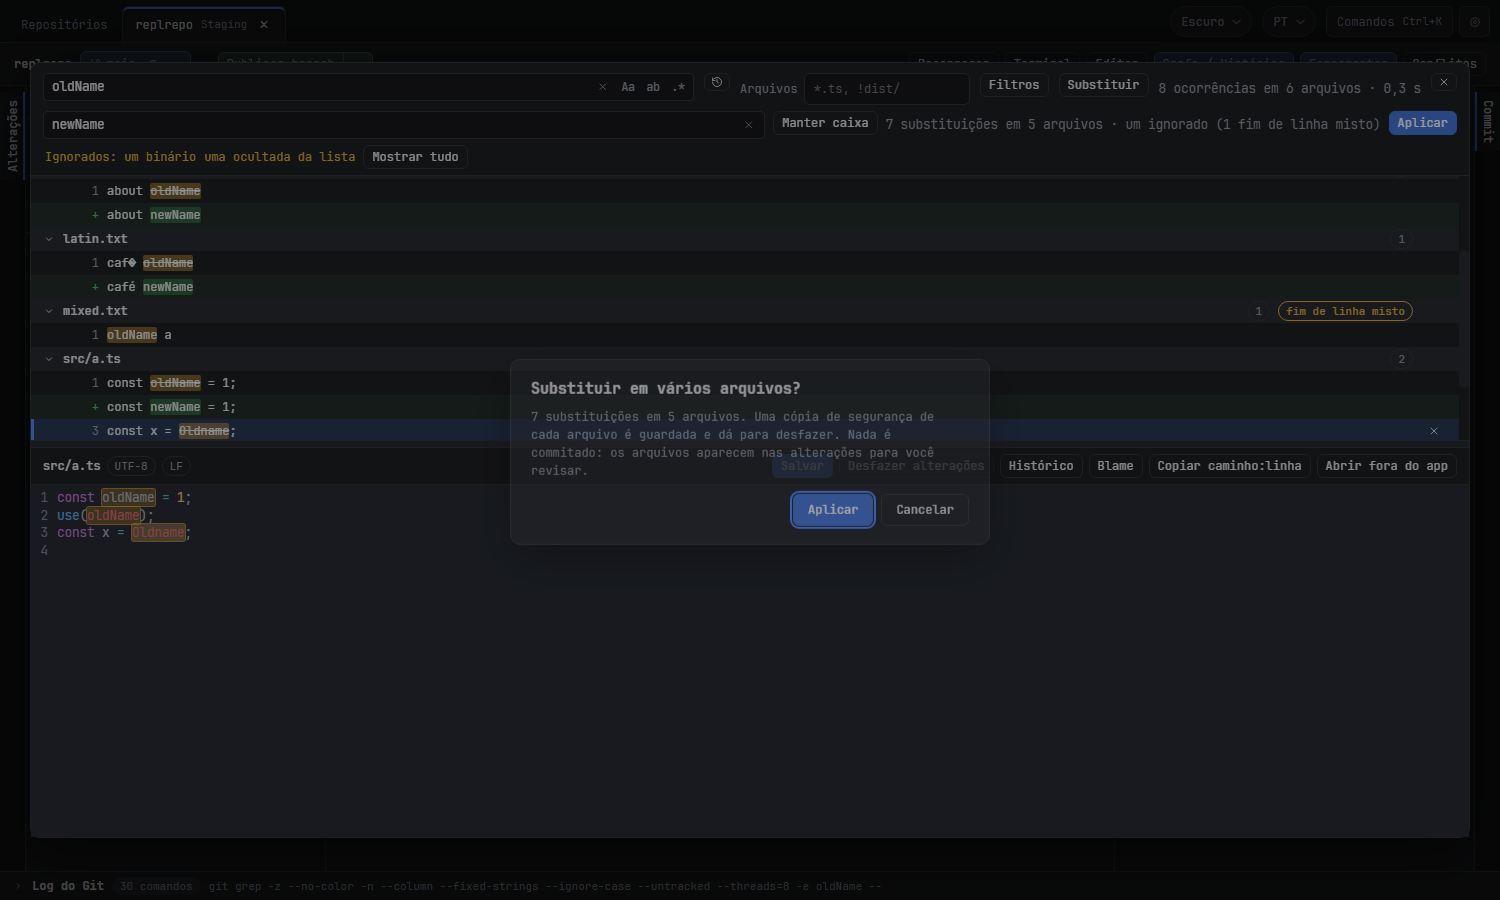 Repositórios replrepo Staging × Escuro PT Comandos Ctrl+K
oldName × Aa ab .* Arquivos *.ts, !dist/ Filtros Substituir 8 ocorrências em 6 arquivos · 0,3 s ×
newName × Manter caixa 7 substituições em 5 arquivos · um ignorado (1 fim de linha misto) Aplicar
Ignorados: um binário uma ocultada da lista Mostrar tudo
Alterações
Commit
1 about oldName
+ about newName
latin.txt 1
1 caf� oldName
+ café newName
mixed.txt 1 fim de linha misto
1 oldName a
src/a.ts 2
1 const oldName = 1;
+ const newName = 1;
3 const x = Oldname; ×
Substituir em vários arquivos?
7 substituições em 5 arquivos. Uma cópia de segurança de
cada arquivo é guardada e dá para desfazer. Nada é
commitado: os arquivos aparecem nas alterações para você
revisar.
Aplicar Cancelar
src/a.ts UTF-8 LF Salvar Desfazer alterações Histórico Blame Copiar caminho:linha Abrir fora do app
1 const oldName = 1;
2 use(oldName);
3 const x = Oldname;
4
› Log do Git 30 comandos git grep -z --no-color -n --column --fixed-strings --ignore-case --untracked --threads=8 -e oldName --